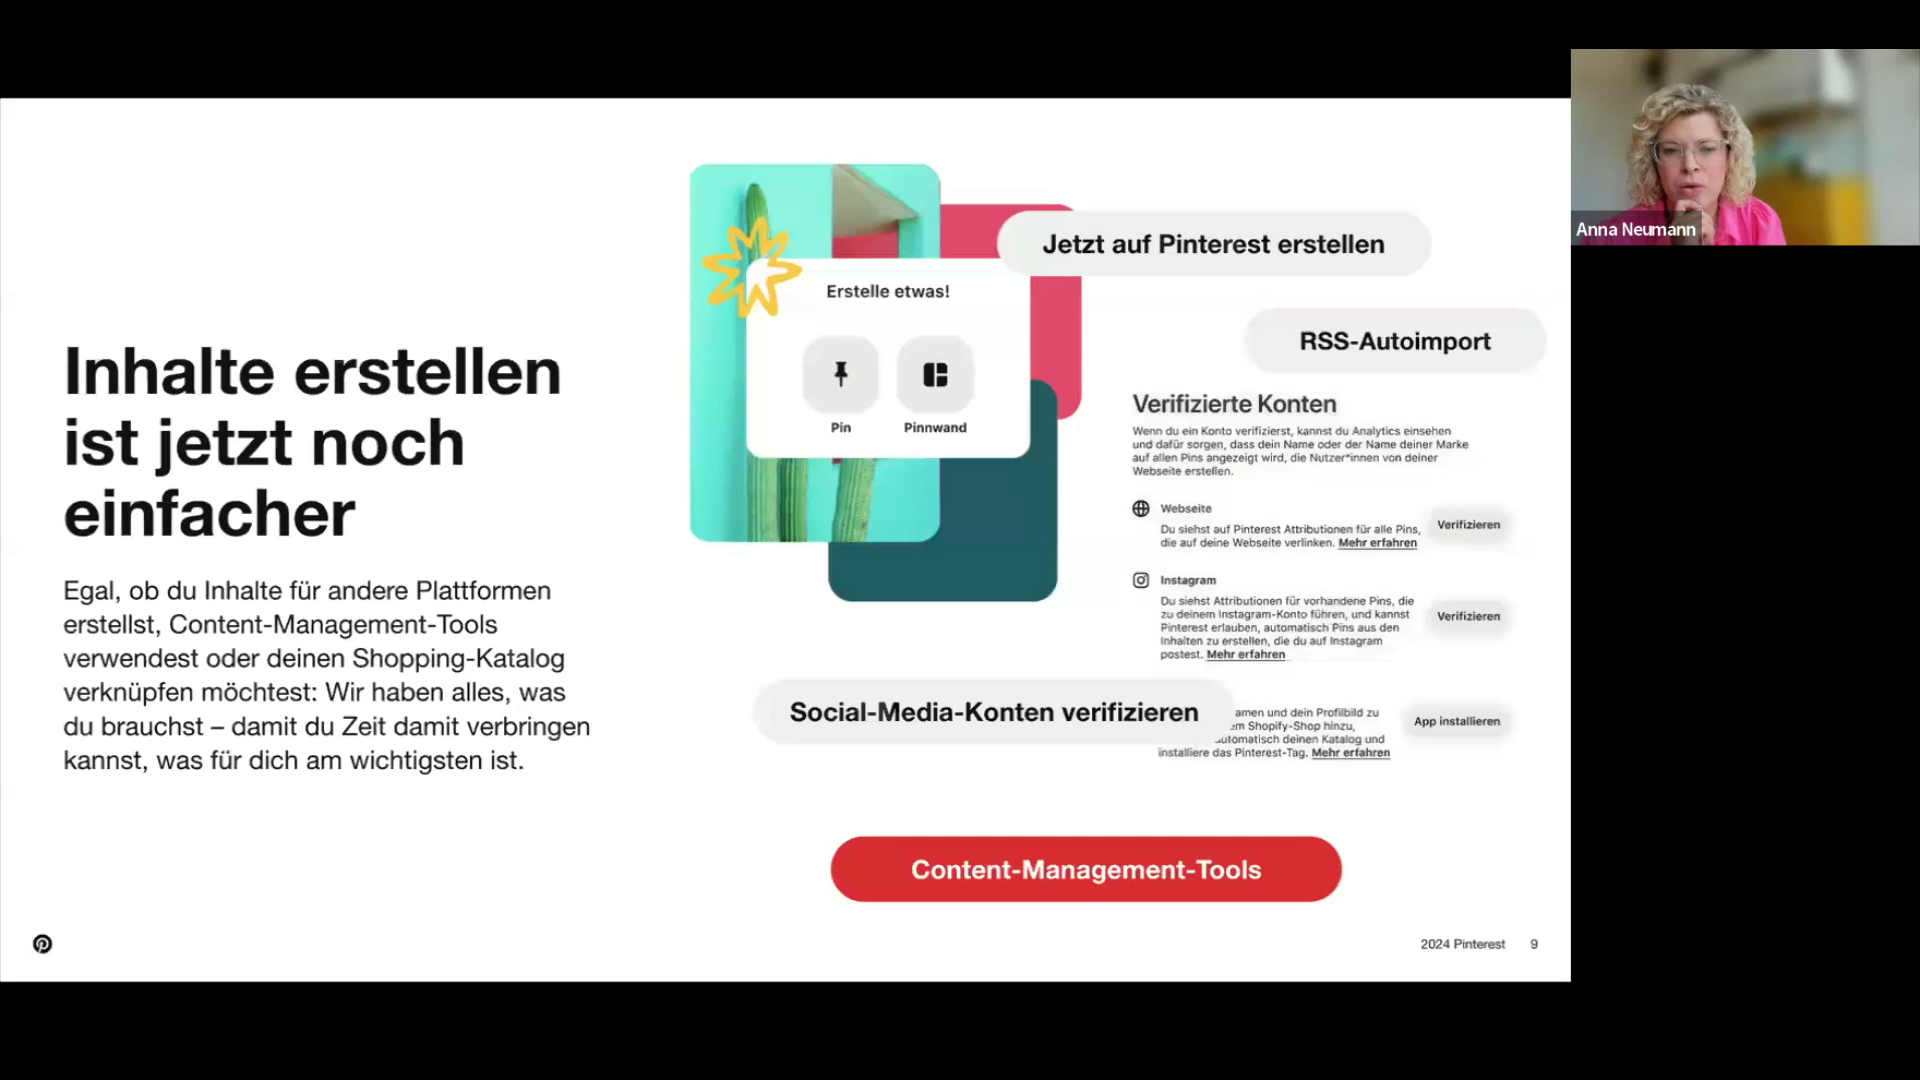 Inhalte erstellen
ist jetzt noch
einfacher
Egal, ob du Inhalte für andere Plattformen
erstellst, Content-Management-Tools
verwendest oder deinen Shopping-Katalog
verknüpfen möchtest: Wir haben alles, was
du brauchst – damit du Zeit damit verbringen
kannst, was für dich am wichtigsten ist.
Erstelle etwas!
Pin
Pinnwand
Jetzt auf Pinterest erstellen
RSS-Autoimport
Verifizierte Konten
Wenn du ein Konto verifizierst, kannst du Analytics einsehen
und dafür sorgen, dass dein Name oder der Name deiner Marke
auf allen Pins angezeigt wird, die Nutzer*innen von deiner
Webseite erstellen.
Webseite
Du siehst auf Pinterest Attributionen für alle Pins,
die auf deine Webseite verlinken. Mehr erfahren
Verifizieren
Instagram
Du siehst Attributionen für vorhandene Pins, die
zu deinem Instagram-Konto führen, und kannst
Pinterest erlauben, automatisch Pins aus den
Inhalten zu erstellen, die du auf Instagram
postest. Mehr erfahren
Verifizieren
Social-Media-Konten verifizieren
amen und dein Profilbild zu
em Shopify-Shop hinzu,
automatisch deinen Katalog und
installiere das Pinterest-Tag. Mehr erfahren
App installieren
Content-Management-Tools
2024 Pinterest 9
Anna Neumann